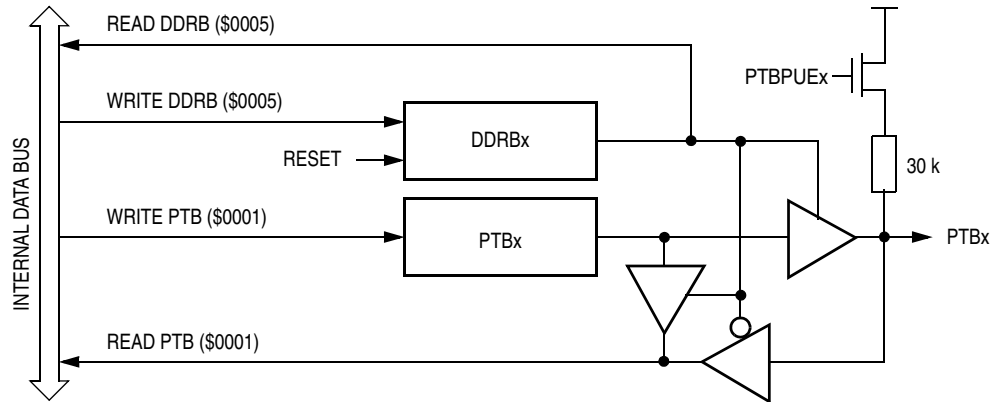 READ DDRB ($0005)
PTBPUEx
WRITE DDRB ($0005)
DDRBx
RESET
30 k
WRITE PTB ($0001)
PTBx
PTBx
INTERNAL DATA BUS
READ PTB ($0001)